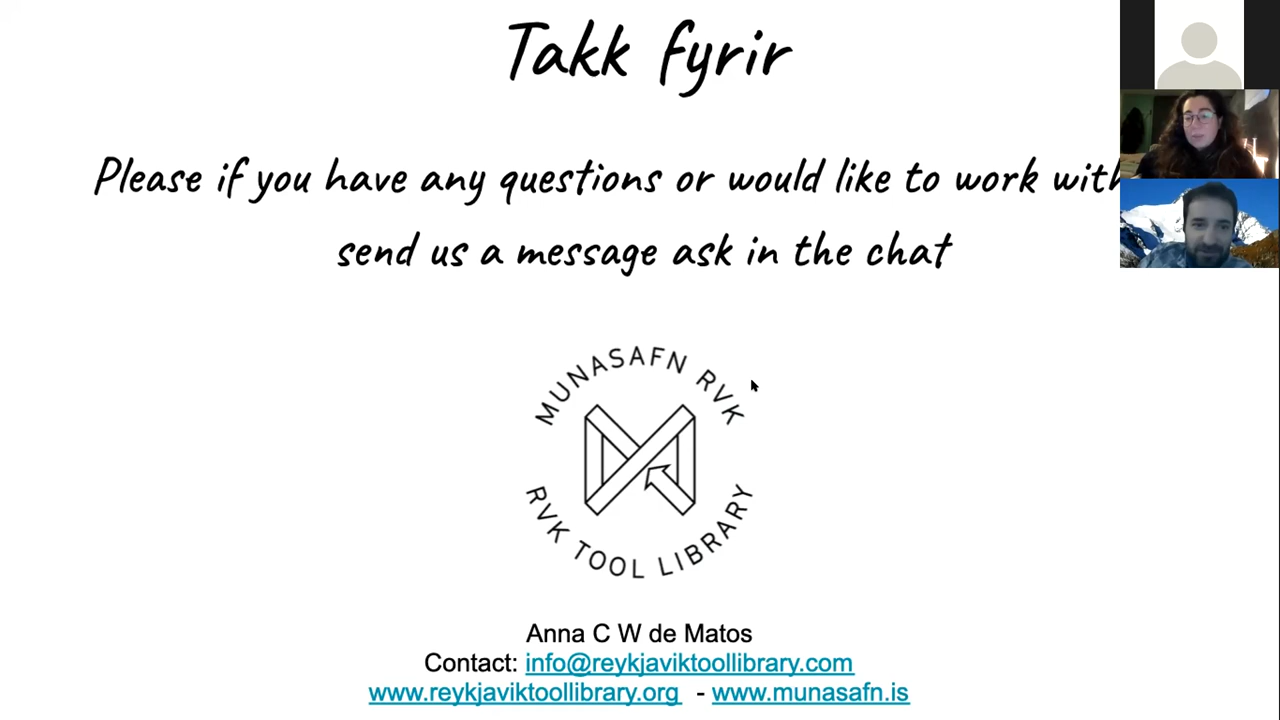 Takk fyrir
Please if you have any questions or would like to work with
send us a message ask in the chat
MUNASAFN RVK
RVK TOOL LIBRARY
Anna C W de Matos
Contact: info@reykjaviktoollibrary.com
www.reykjaviktoollibrary.org - www.munasafn.is